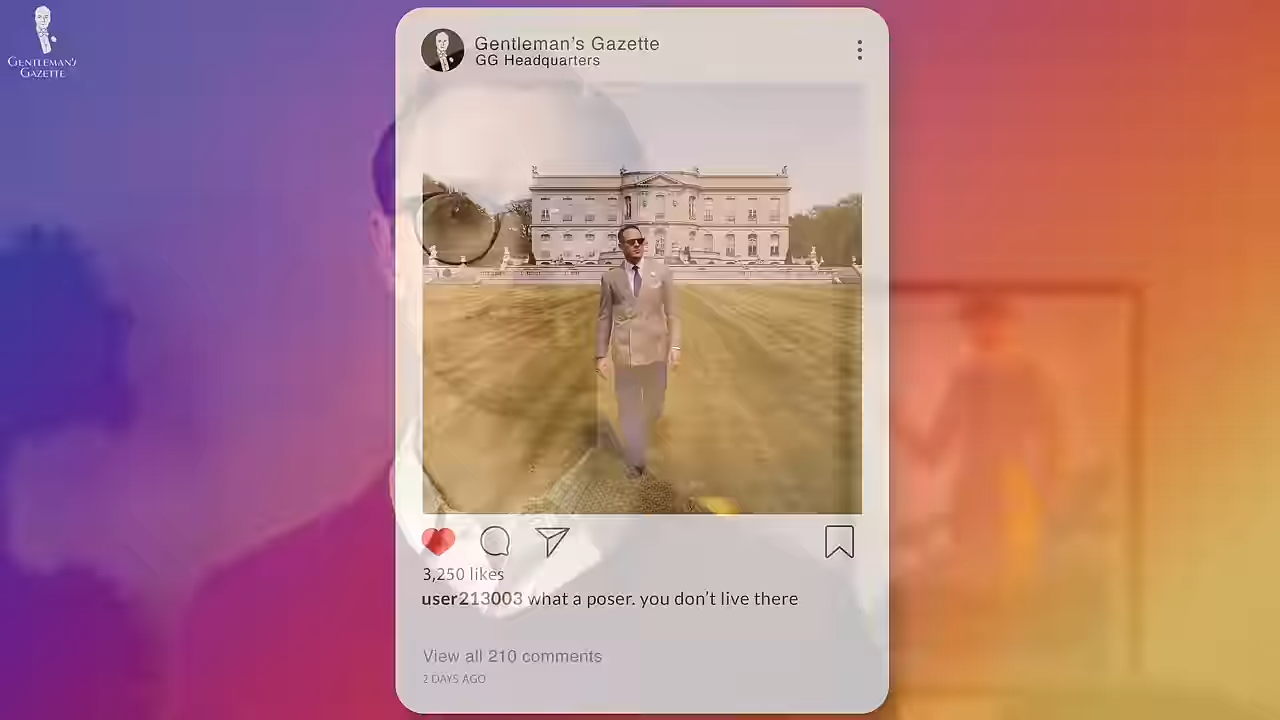 GENTLEMAN'S
GAZETTE
Gentleman's Gazette
GG Headquarters
3,250 likes
user213003 what a poser. you don't live there
View all 210 comments
2 DAYS AGO